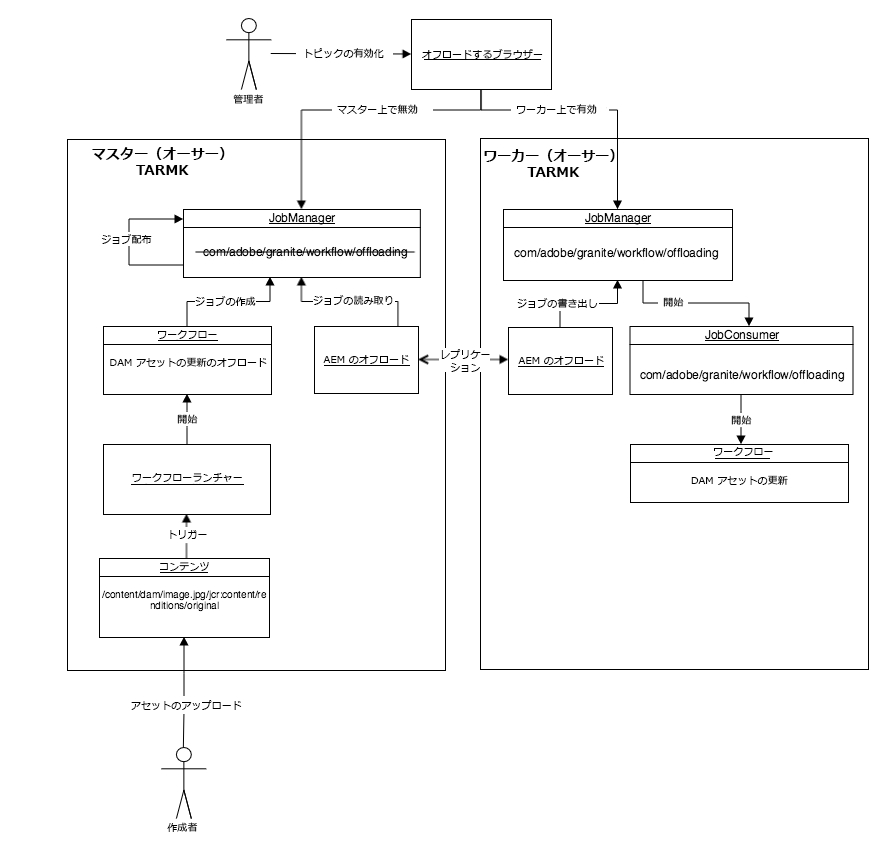 トピックの有効化
オフロードするブラウザー
管理者
マスター上で無効
ワーカー上で有効
マスター（オーサー）
TARMK
ワーカー（オーサー）
TARMK
JobManager
com/adobe/granite/workflow/offloading
ジョブ配布
JobManager
com/adobe/granite/workflow/offloading
ジョブの作成
ジョブの読み取り
ジョブの書き出し
開始
ワークフロー
DAM アセットの更新のオフロード
AEM のオフロード
レプリケー
ション
AEM のオフロード
JobConsumer
com/adobe/granite/workflow/offloading
開始
開始
ワークフローランチャー
ワークフロー
DAM アセットの更新
トリガー
コンテンツ
/content/dam/image.jpg/jcr:content/re
nditions/original
アセットのアップロード
作成者